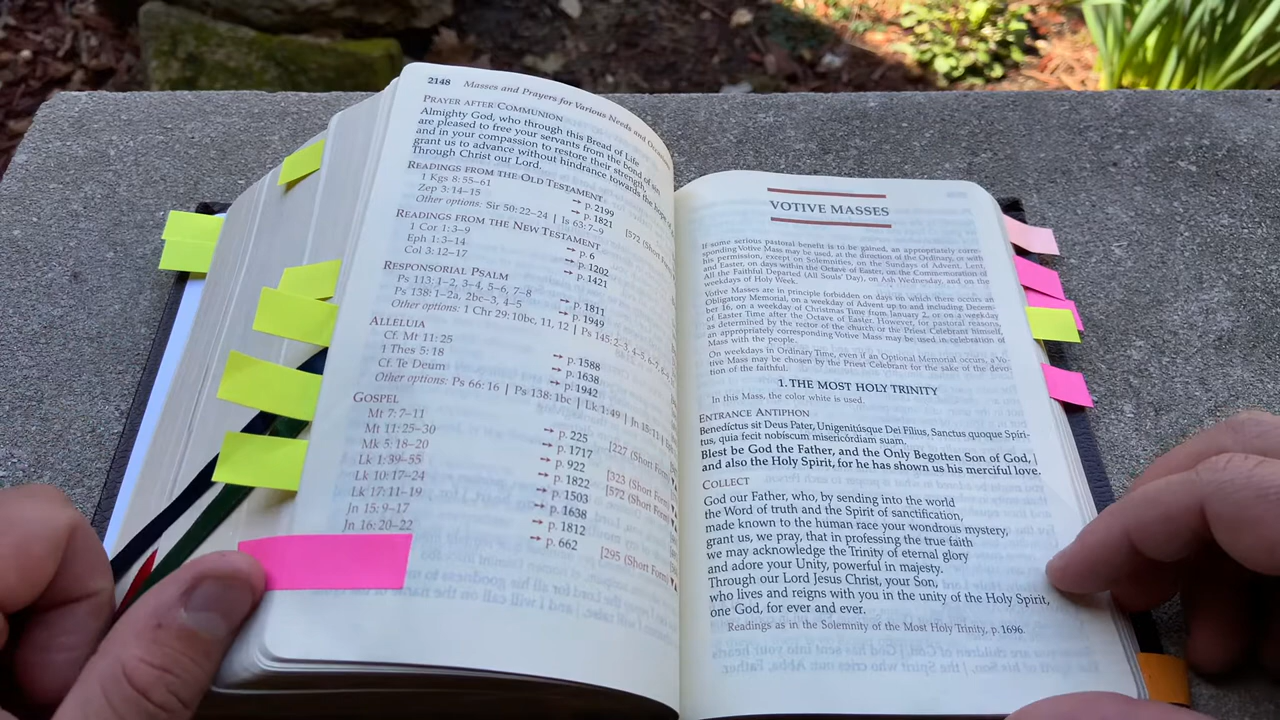 2148 Masses and Prayers for Various Needs and
PRAYER AFTER COMMUNION
Almighty God, who through this Bread of Life
are pleased to free your servants from the bond of sin
and in your compassion to restore their strength,
grant us to advance without hindrance towards the hope
Through Christ our Lord.
READINGS FROM THE OLD TESTAMENT
1 Kgs 8:55–61 → p. 2199
Zep 3:14–15 → p. 1821
Other options: Sir 50:22–24 | Is 63:7–9 [572 (Short
READINGS FROM THE NEW TESTAMENT
1 Cor 1:3–9 → p. 6
Eph 1:3–14 → p. 1202
Col 3:12–17 → p. 1421
RESPONSORIAL PSALM
Ps 113:1–2, 3–4, 5–6, 7–8 → p. 1811
Ps 138:1–2a, 2bc–3, 4–5 → p. 1949
Other options: 1 Chr 29:10bc, 11, 12 | Ps 145:2–3, 4–5,
ALLELUIA
Cf. Mt 11:25 → p. 1588
1 Thes 5:18 → p. 1638
Cf. Te Deum → p. 1942
Other options: Ps 66:16 | Ps 138:1bc | Lk 1:49 | Jn 15:11
GOSPEL
Mt 7:7–11 → p. 225 [227 (Short Form)
Mt 11:25–30 → p. 1717
Mk 5:18–20 → p. 922 [323 (Short Form)
Lk 1:39–55 → p. 1822 [572 (Short Form)
Lk 10:17–24 → p. 1503
Lk 17:11–19 → p. 1638
Jn 15:9–17 → p. 1812
Jn 16:20–22 → p. 662 [295 (Short Form)
VOTIVE MASSES
If some serious pastoral benefit is to be gained, an appropriately corre-
sponding Votive Mass may be used, at the direction of the Ordinary, or with
his permission, except on Solemnities, on the Sundays of Advent, Lent,
and Easter, on days within the Octave of Easter, on the Commemoration of
All the Faithful Departed (All Souls' Day), on Ash Wednesday, and on the
weekdays of Holy Week.
Votive Masses are in principle forbidden on days on which there occurs an
Obligatory Memorial, on a weekday of Advent up to and including Decem-
ber 16, on a weekday of Christmas Time from January 2, or on a weekday
of Easter Time after the Octave of Easter. However, for pastoral reasons,
as determined by the rector of the church or the Priest Celebrant himself,
an appropriately corresponding Votive Mass may be used in celebration of
Mass with the people.
On weekdays in Ordinary Time, even if an Optional Memorial occurs, a Vo-
tive Mass may be chosen by the Priest Celebrant for the sake of the devo-
tion of the faithful.
1. THE MOST HOLY TRINITY
In this Mass, the color white is used.
ENTRANCE ANTIPHON
Benedíctus sit Deus Pater, Unigenitúsque Dei Fílius, Sanctus quoque Spíri-
tus, quia fecit nobíscum misericórdiam suam.
Blest be God the Father, and the Only Begotten Son of God, |
and also the Holy Spirit, for he has shown us his merciful love.
COLLECT
God our Father, who, by sending into the world
the Word of truth and the Spirit of sanctification,
made known to the human race your wondrous mystery,
grant us, we pray, that in professing the true faith
we may acknowledge the Trinity of eternal glory
and adore your Unity, powerful in majesty.
Through our Lord Jesus Christ, your Son,
who lives and reigns with you in the unity of the Holy Spirit,
one God, for ever and ever.
Readings as in the Solemnity of the Most Holy Trinity, p. 1696.